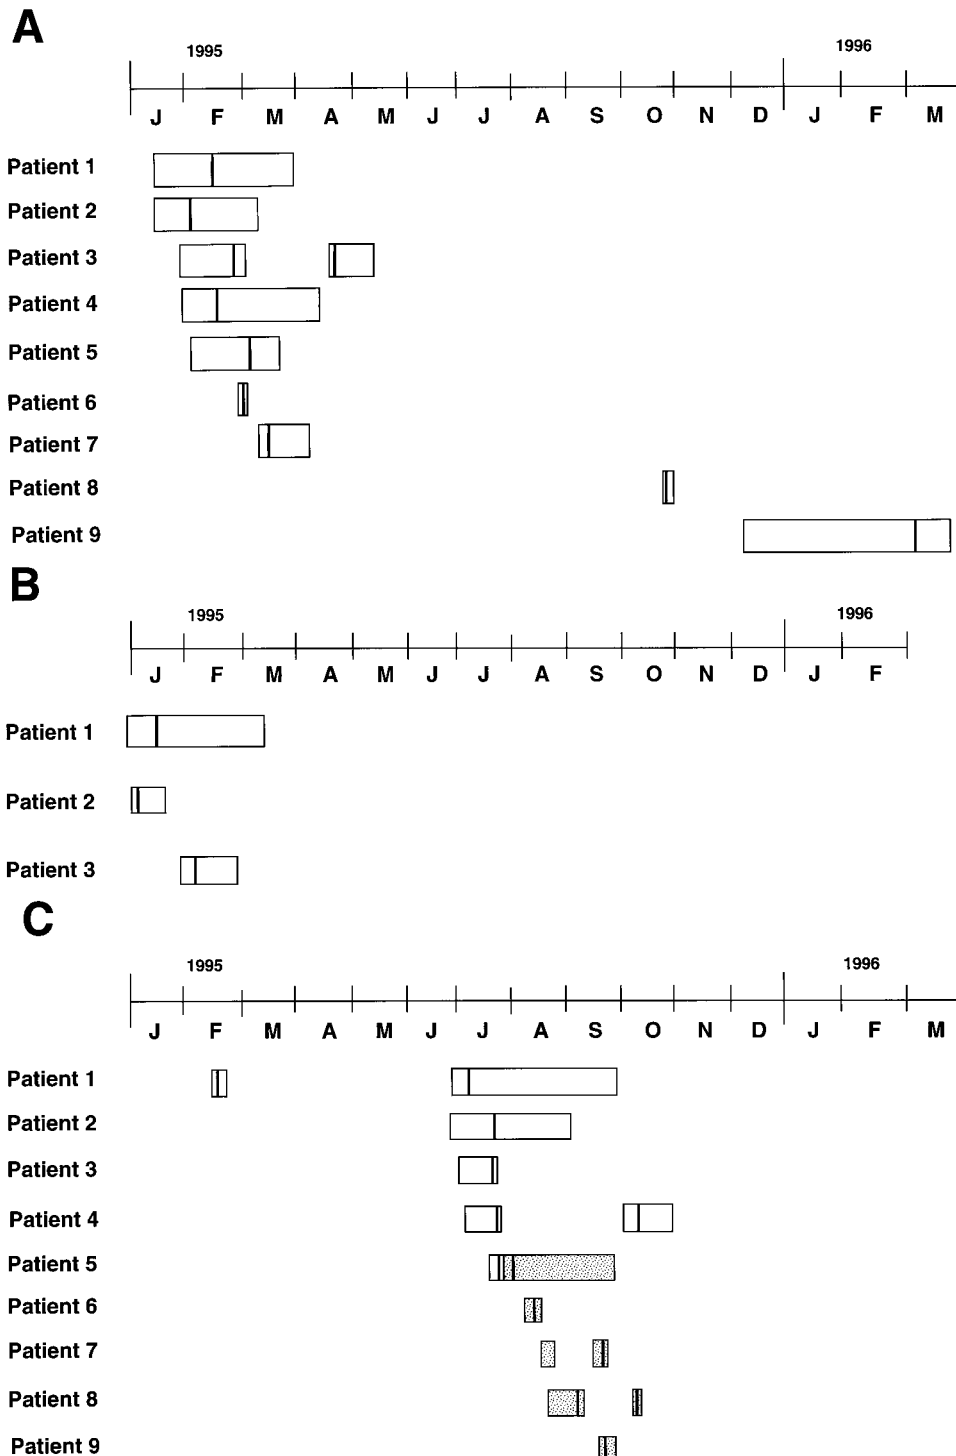 A
1995 1996
J F M A M J J A S O N D J F M
Patient 1
Patient 2
Patient 3
Patient 4
Patient 5
Patient 6
Patient 7
Patient 8
Patient 9
B
1995 1996
J F M A M J J A S O N D J F
Patient 1
Patient 2
Patient 3
C
1995 1996
J F M A M J J A S O N D J F M
Patient 1
Patient 2
Patient 3
Patient 4
Patient 5
Patient 6
Patient 7
Patient 8
Patient 9